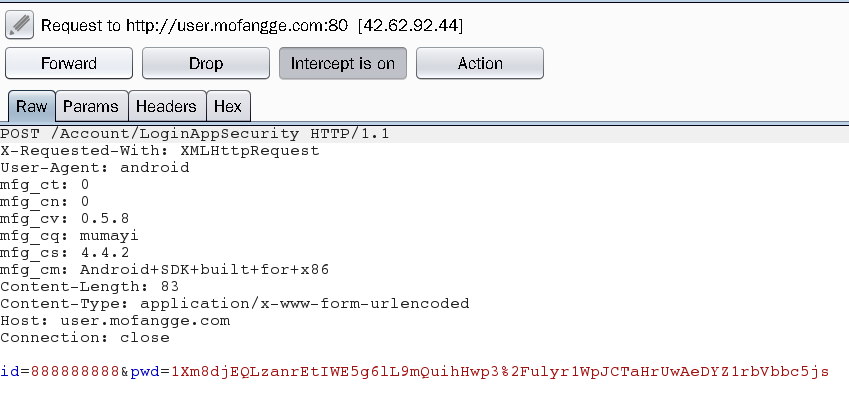 Request to http://user.mofangge.com:80 [42.62.92.44]
Forward Drop Intercept is on Action
Raw Params Headers Hex
POST /Account/LoginAppSecurity HTTP/1.1
X-Requested-With: XMLHttpRequest
User-Agent: android
mfg_ct: 0
mfg_cn: 0
mfg_cv: 0.5.8
mfg_cq: mumayi
mfg_cs: 4.4.2
mfg_cm: Android+SDK+built+for+x86
Content-Length: 83
Content-Type: application/x-www-form-urlencoded
Host: user.mofangge.com
Connection: close
id=888888888&pwd=1Xm8djEQLzanrEtIWE5g6lL9mQuihHwp3%2Fulyr1WpJCTaHrUwAeDYZ1rbVbbc5js